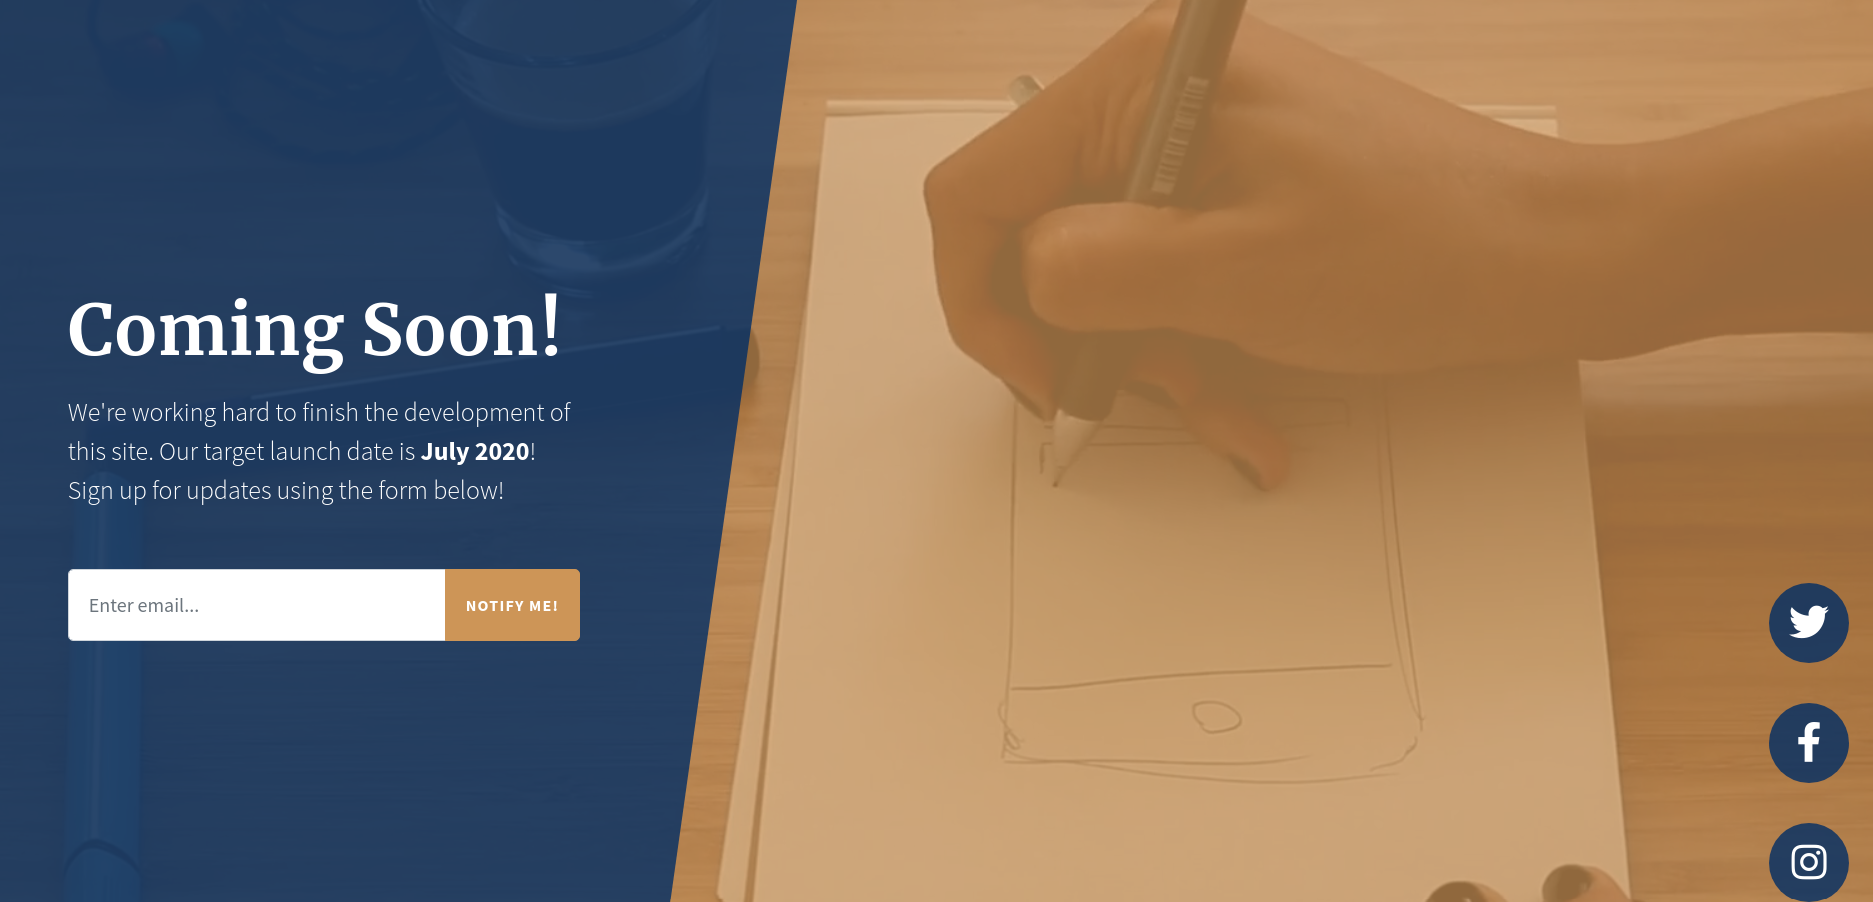 Coming Soon!
We're working hard to finish the development of
this site. Our target launch date is July 2020!
Sign up for updates using the form below!
Enter email...
NOTIFY ME!